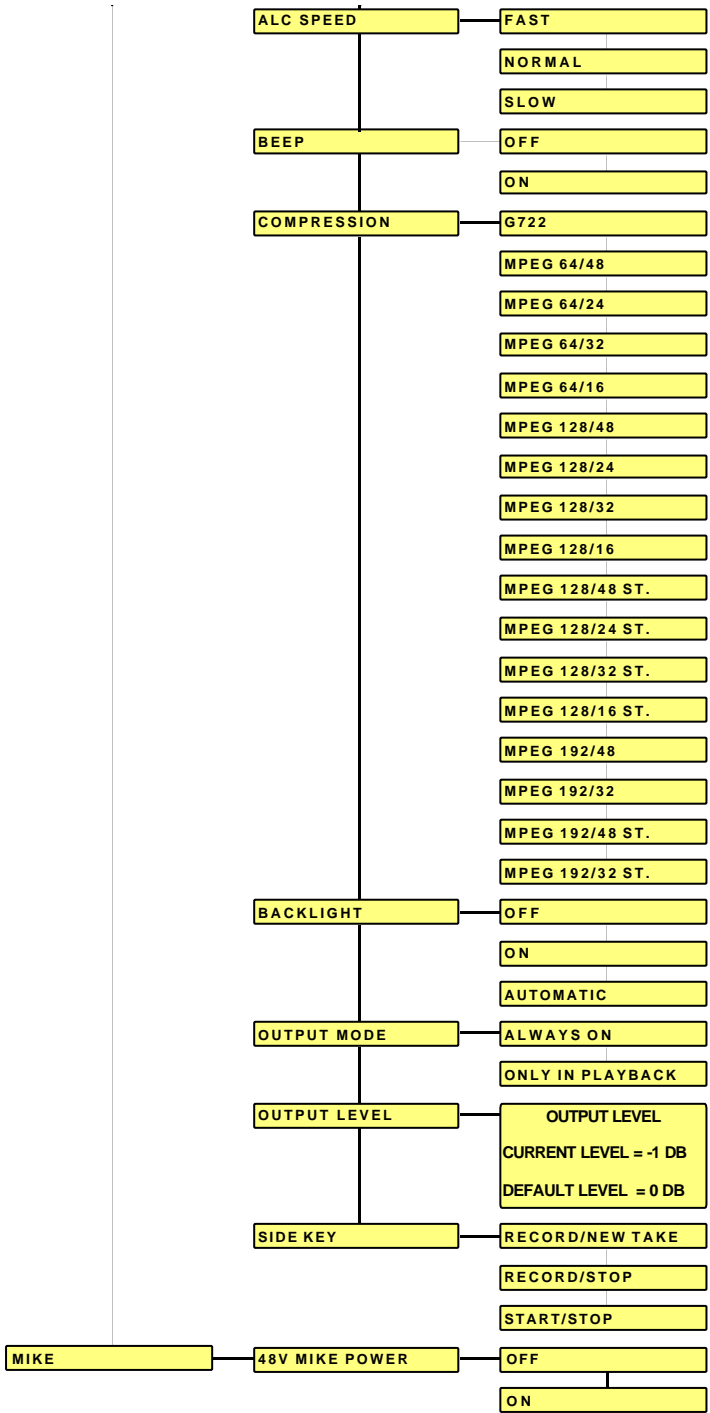 ALC SPEED FAST
NORMAL
SLOW
BEEP OFF
ON
COMPRESSION G722
MPEG 64/48
MPEG 64/24
MPEG 64/32
MPEG 64/16
MPEG 128/48
MPEG 128/24
MPEG 128/32
MPEG 128/16
MPEG 128/48 ST.
MPEG 128/24 ST.
MPEG 128/32 ST.
MPEG 128/16 ST.
MPEG 192/48
MPEG 192/32
MPEG 192/48 ST.
MPEG 192/32 ST.
BACKLIGHT OFF
ON
AUTOMATIC
OUTPUT MODE ALWAYS ON
ONLY IN PLAYBACK
OUTPUT LEVEL OUTPUT LEVEL
CURRENT LEVEL = -1 DB
DEFAULT LEVEL = 0 DB
SIDE KEY RECORD/NEW TAKE
RECORD/STOP
START/STOP
MIKE 48V MIKE POWER OFF
ON